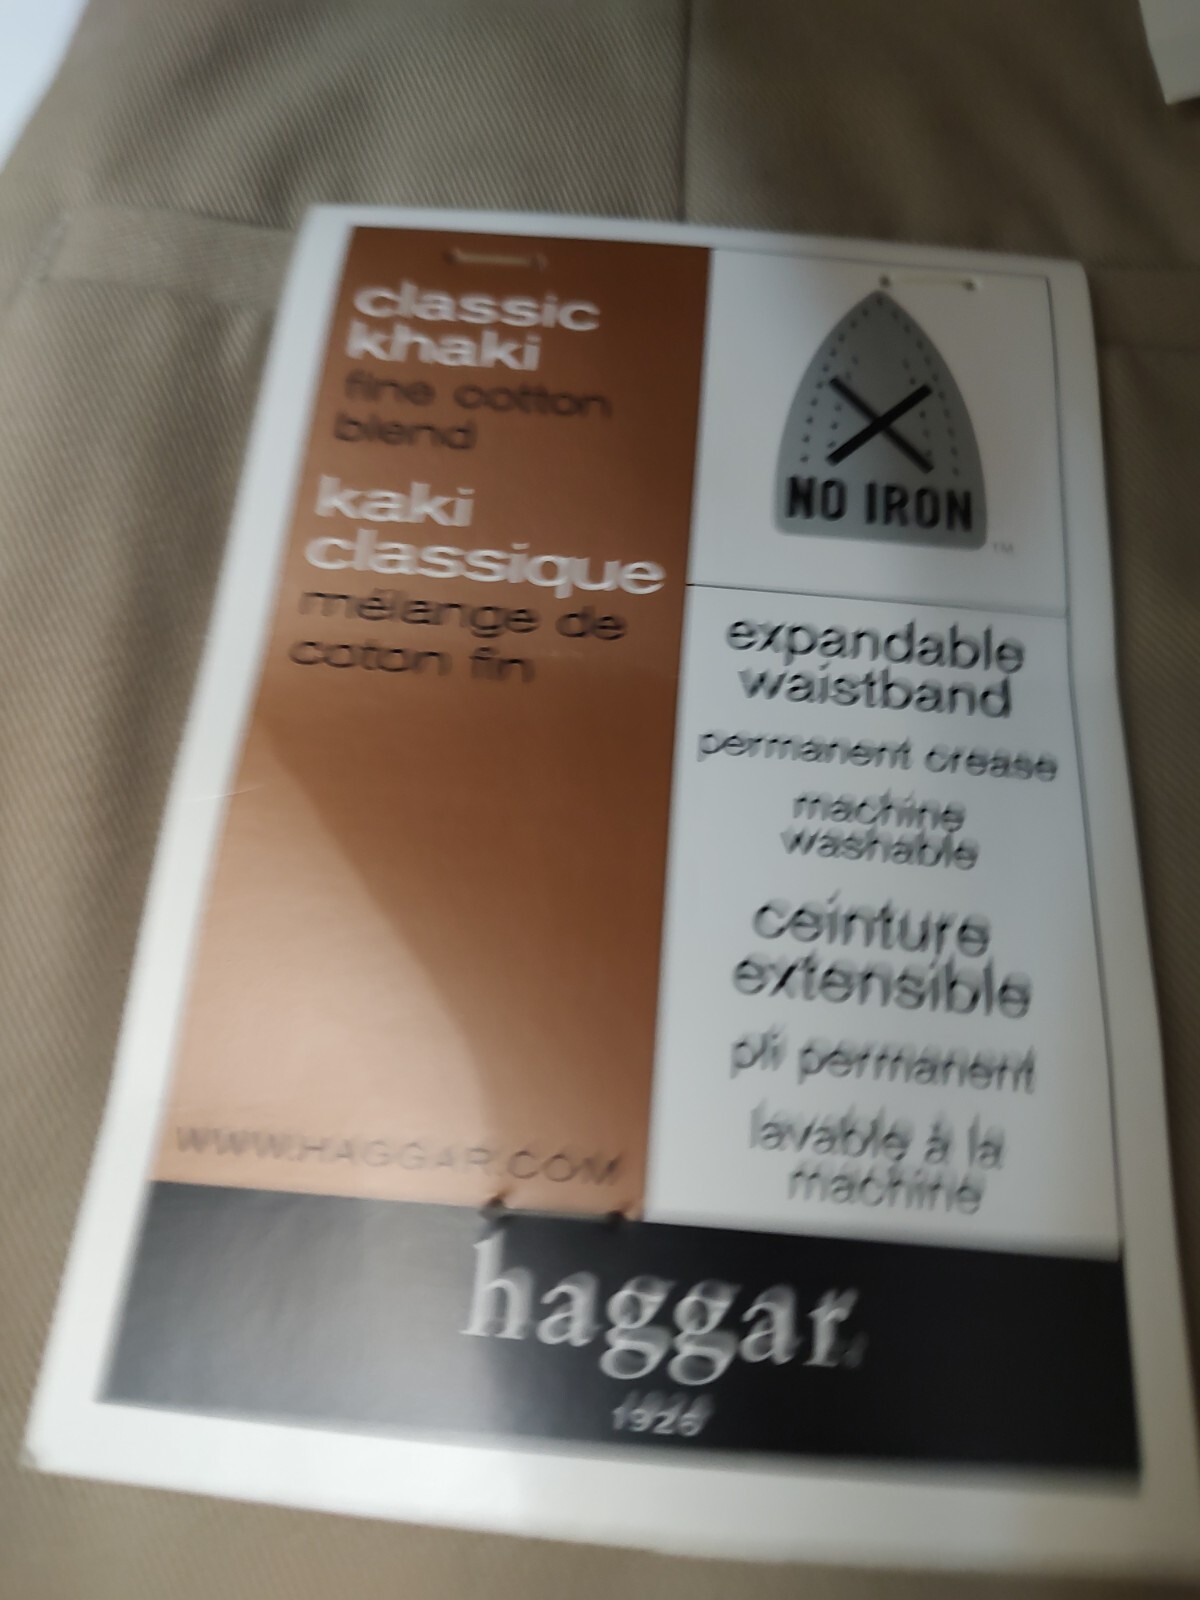 classic
khaki
fine cotton
blend
kaki
classique
mélange de
coton fin
WWW.HAGGAR.COM
NO IRON
TM
expandable
waistband
permanent crease
machine
washable
ceinture
extensible
pli permanent
lavable à la
machine
haggar
1926